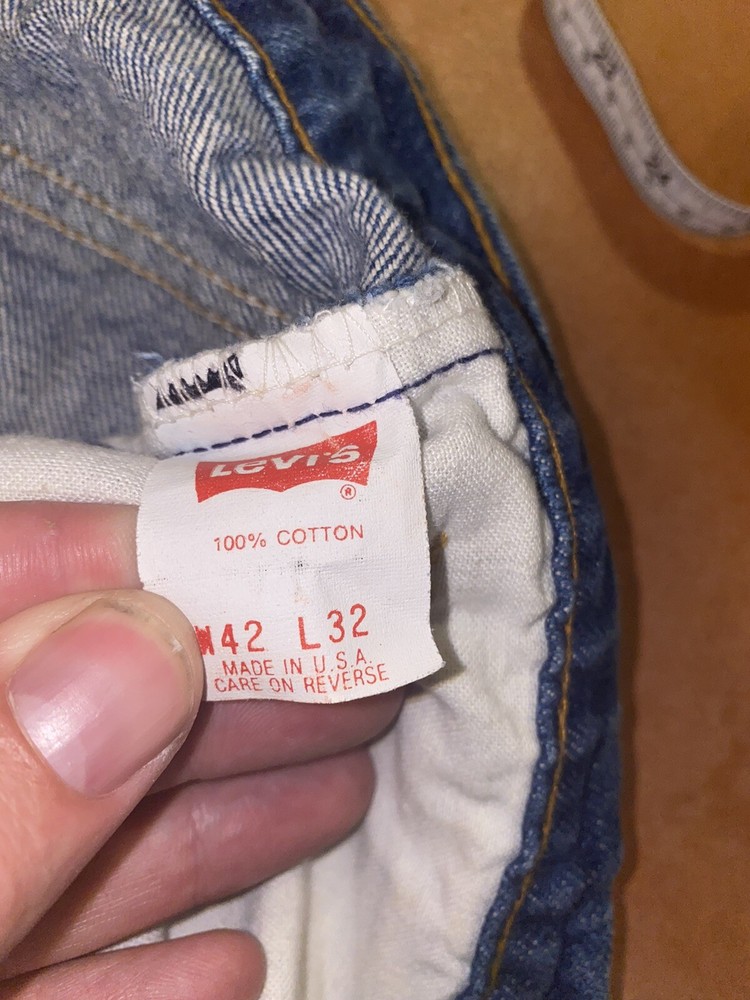 Levi's
®
100% COTTON
W42 L32
MADE IN U.S.A.
CARE ON REVERSE